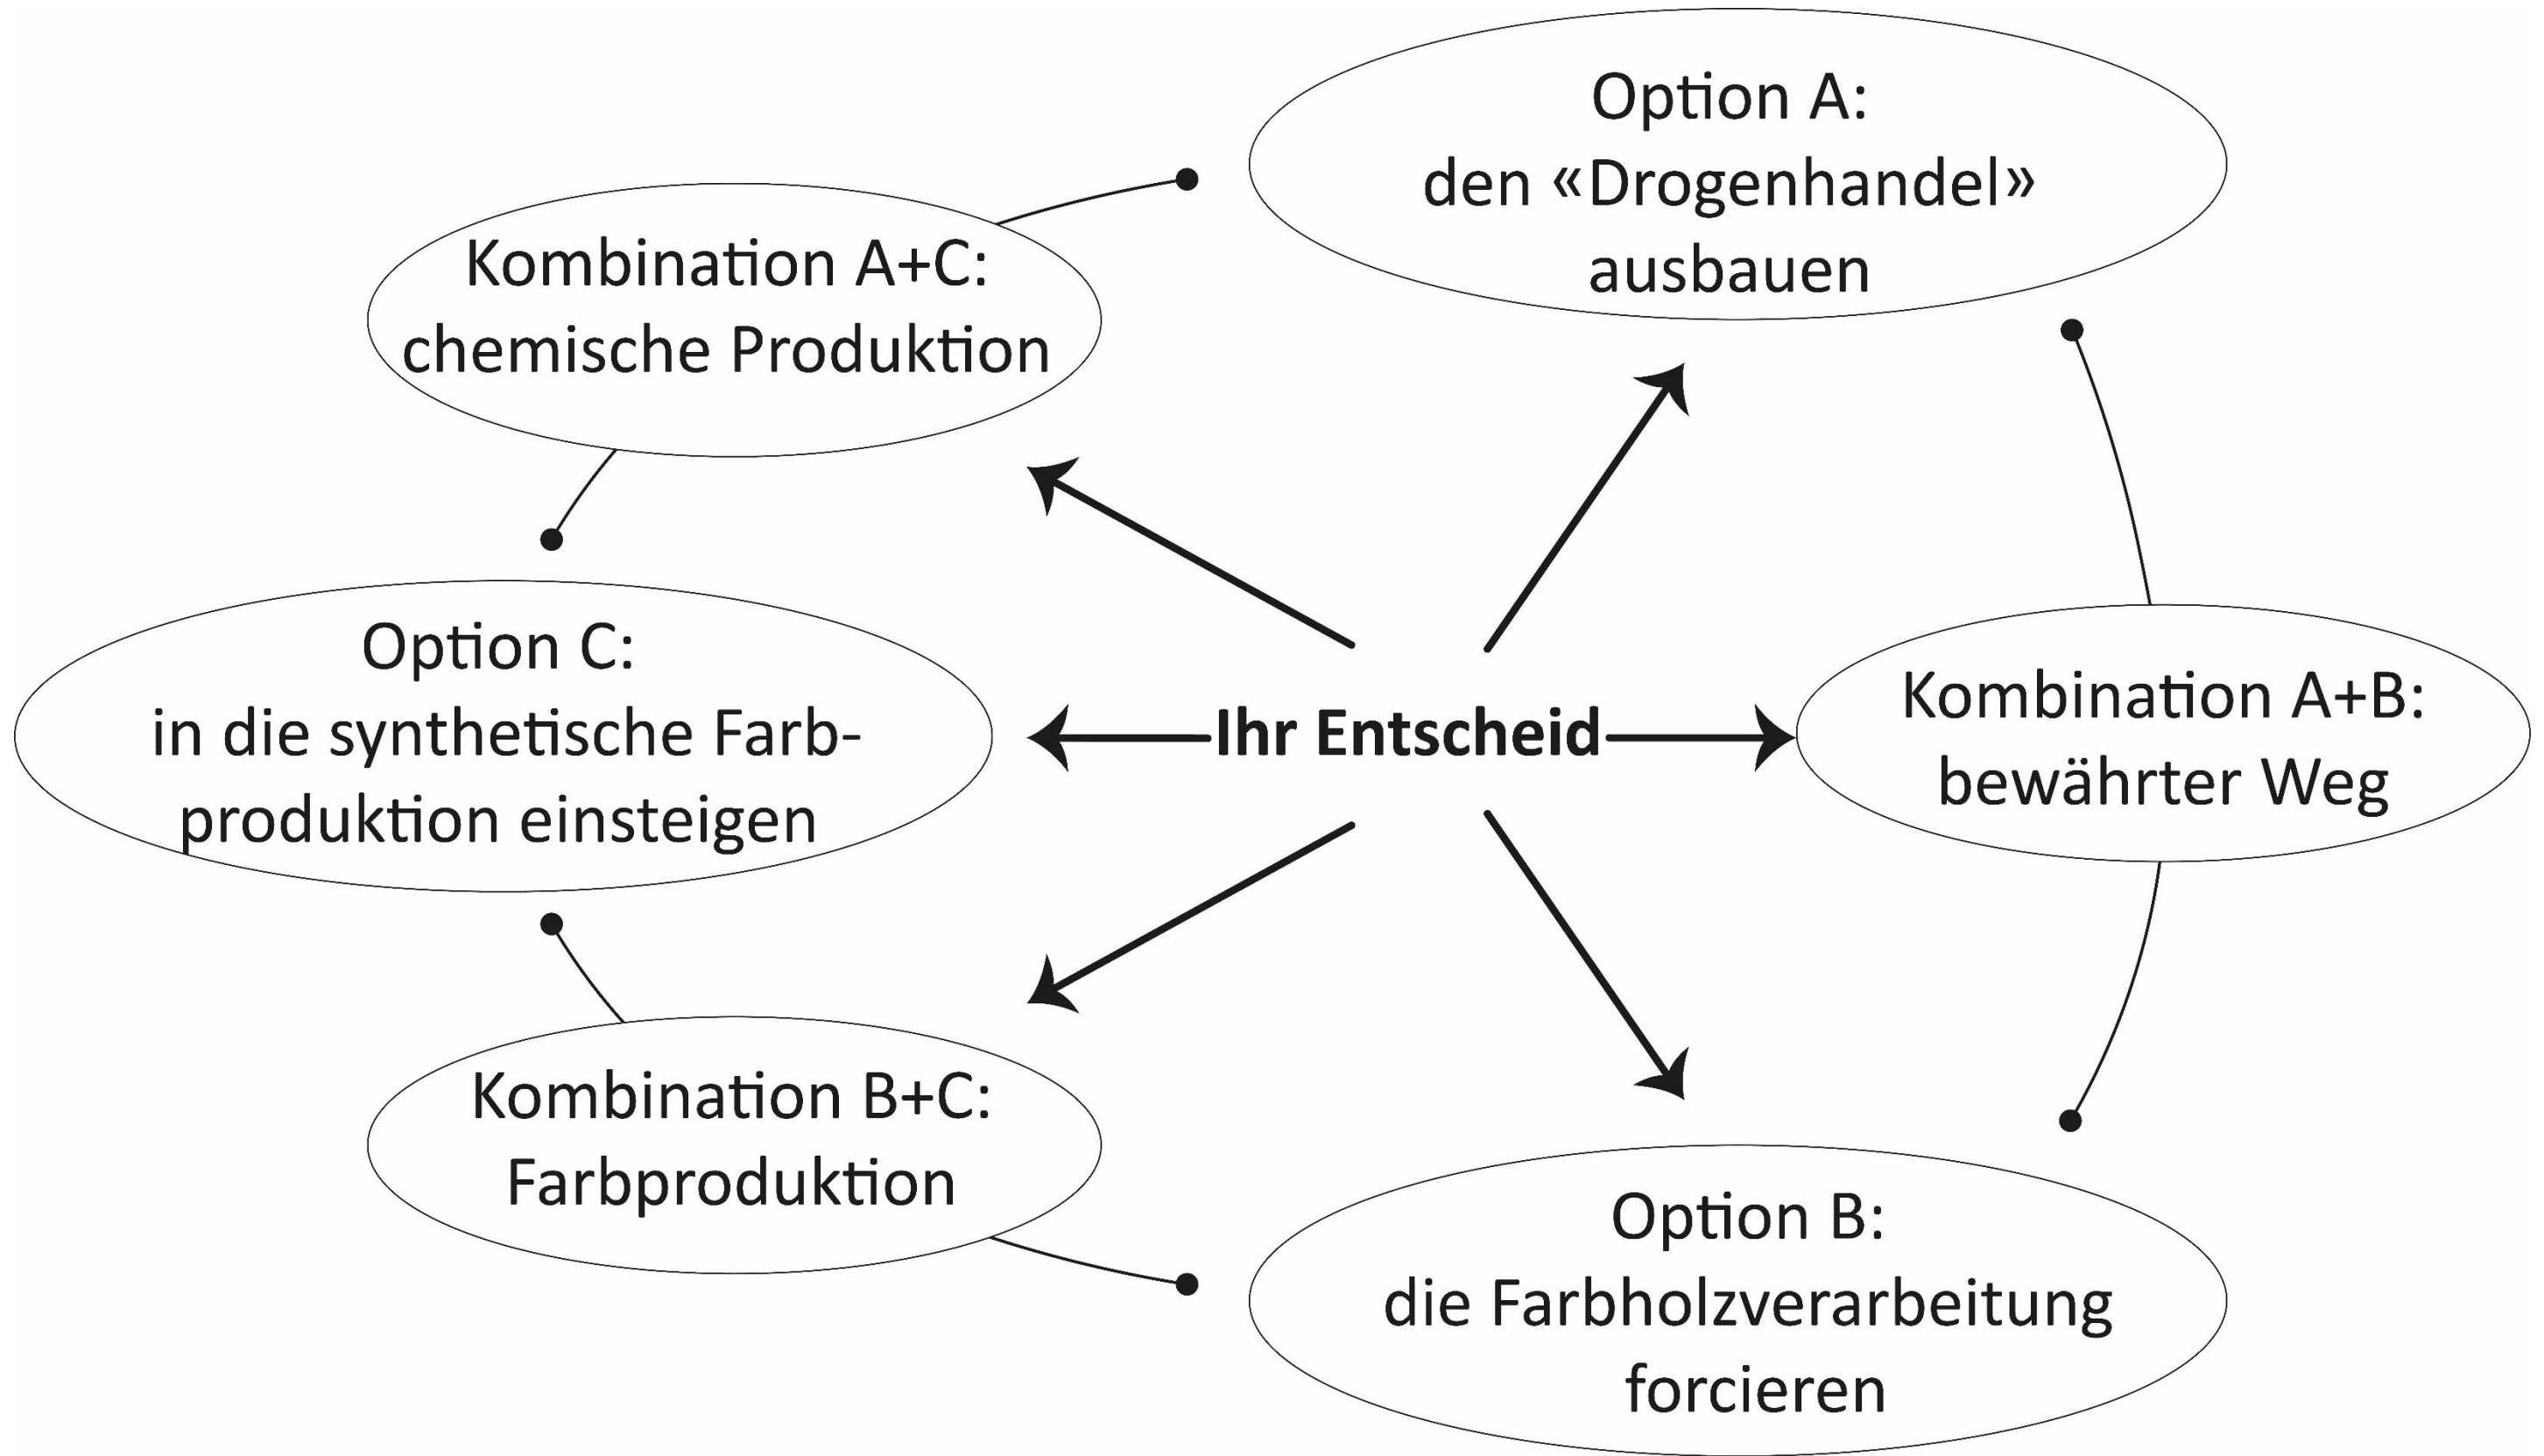 Option A:
den «Drogenhandel»
ausbauen
Kombination A+C:
chemische Produktion
Option C:
in die synthetische Farb-
produktion einsteigen
Ihr Entscheid
Kombination A+B:
bewährter Weg
Kombination B+C:
Farbproduktion
Option B:
die Farbholzverarbeitung
forcieren